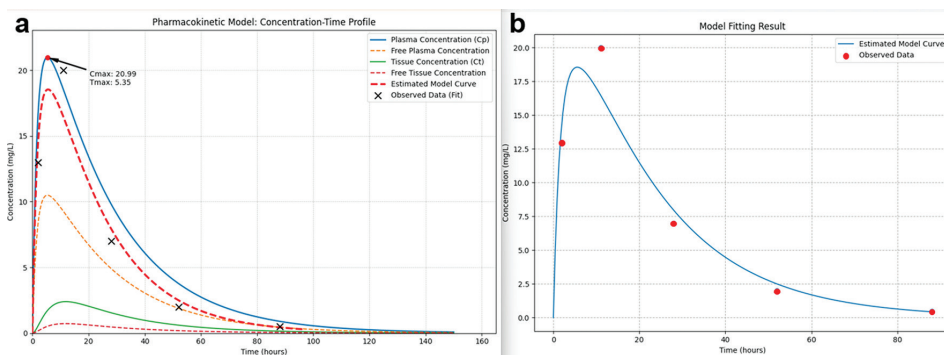 a
Pharmacokinetic Model: Concentration-Time Profile
Plasma Concentration (Cp)
Free Plasma Concentration
Tissue Concentration (Ct)
Free Tissue Concentration
Estimated Model Curve
Observed Data (Fit)
Cmax: 20.99
Tmax: 5.35
Concentration (mg/L)
20
15
10
5
0
0 20 40 60 80 100 120 140 160
Time (hours)
b
Model Fitting Result
Estimated Model Curve
Observed Data
Concentration (mg/L)
20.0
17.5
15.0
12.5
10.0
7.5
5.0
2.5
0.0
0 20 40 60 80
Time (hours)